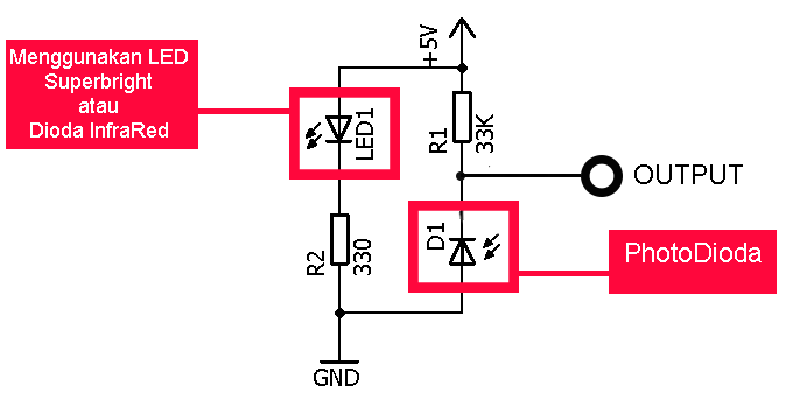 Menggunakan LED
Superbright
atau
Dioda InfraRed
+5V
LED1
R1
33K
OUTPUT
R2
330
D1
PhotoDioda
GND